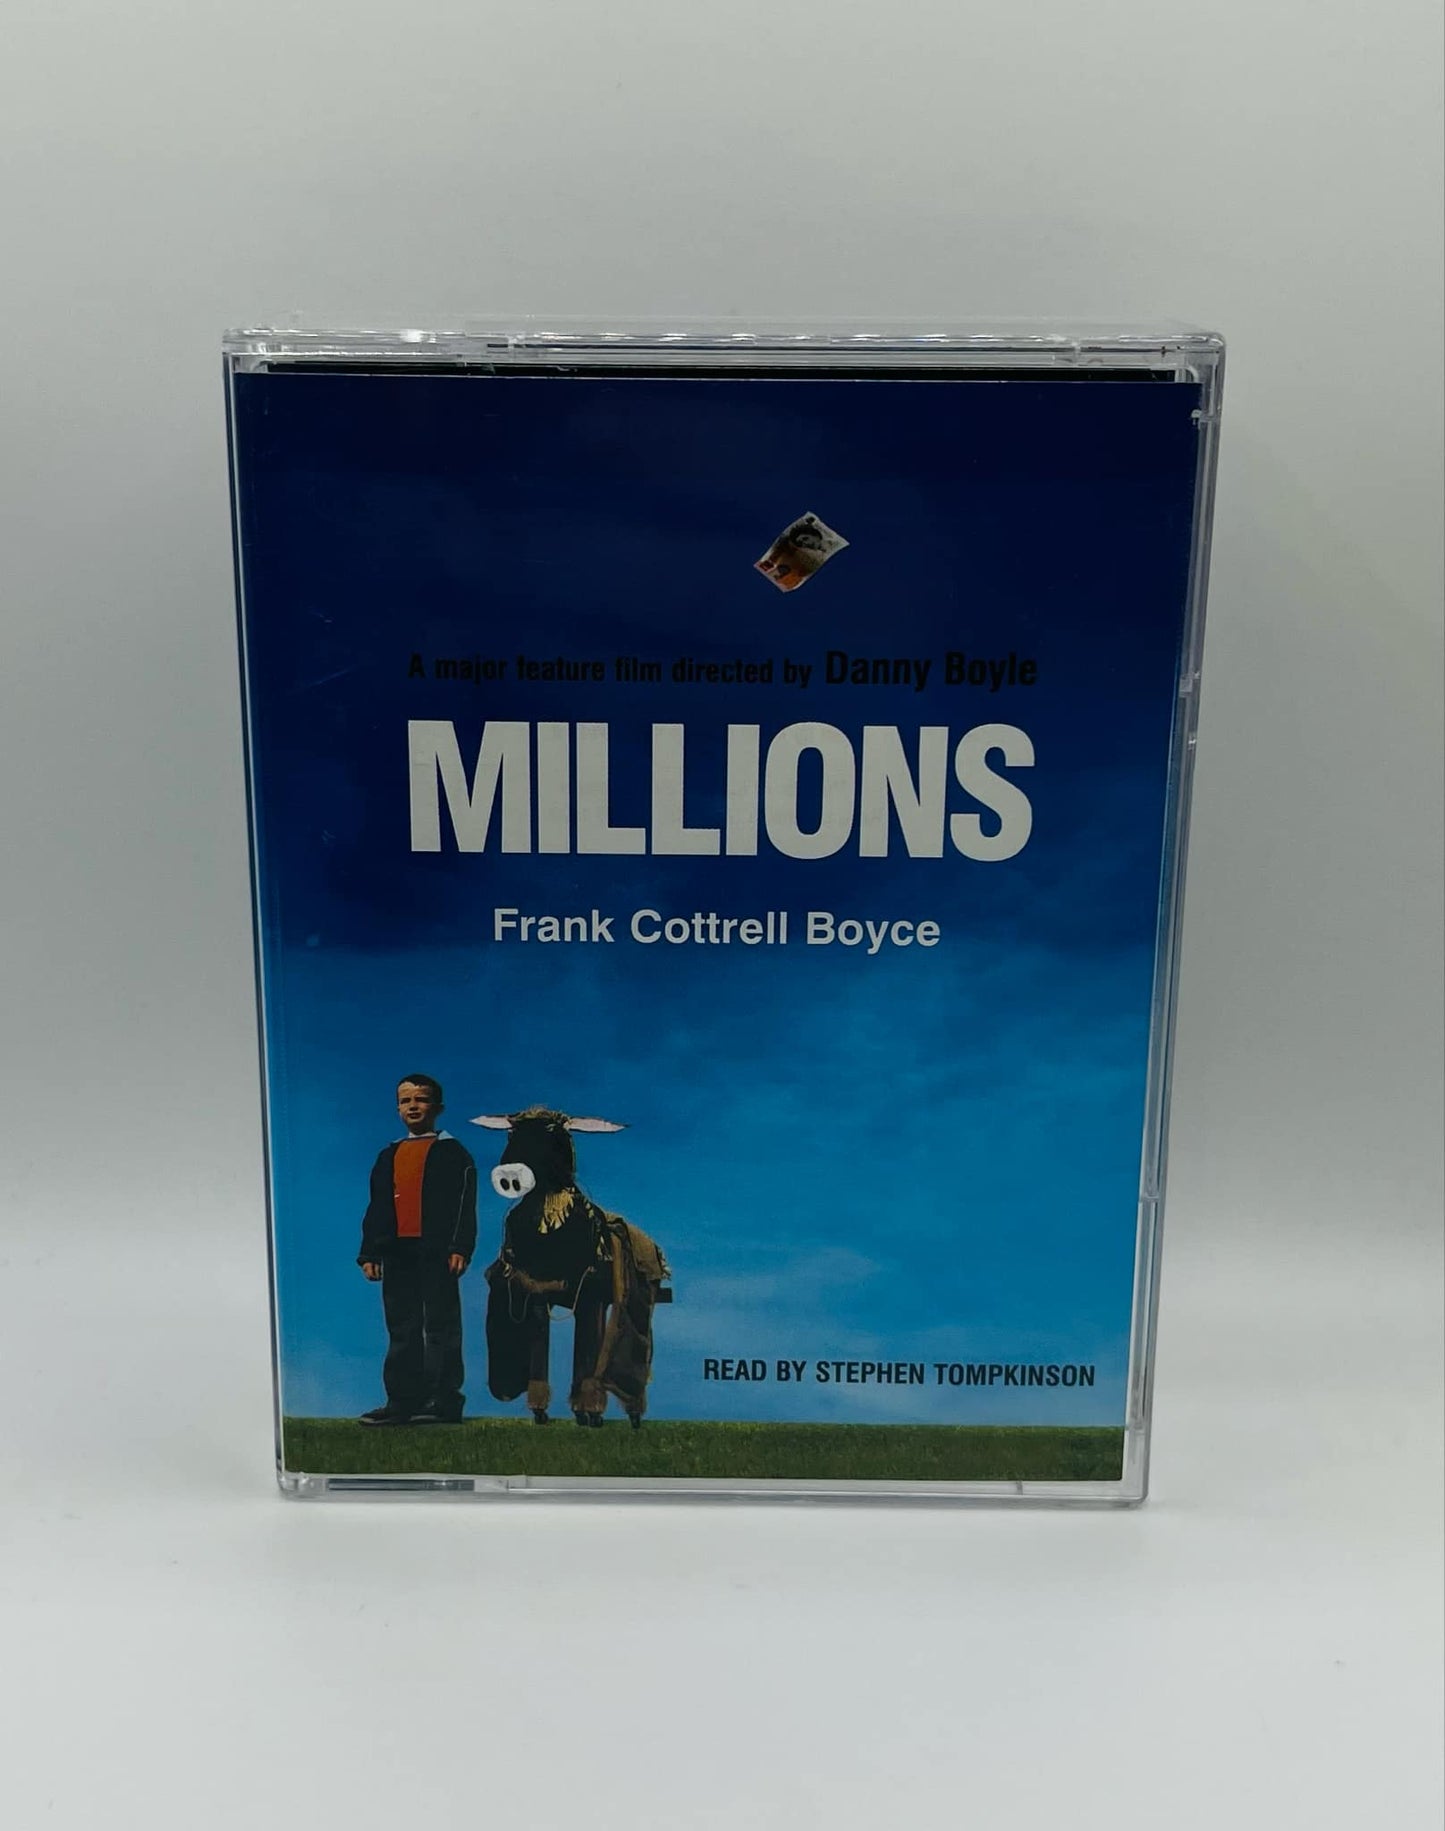 A major feature film directed by Danny Boyle
MILLIONS
Frank Cottrell Boyce
READ BY STEPHEN TOMPKINSON